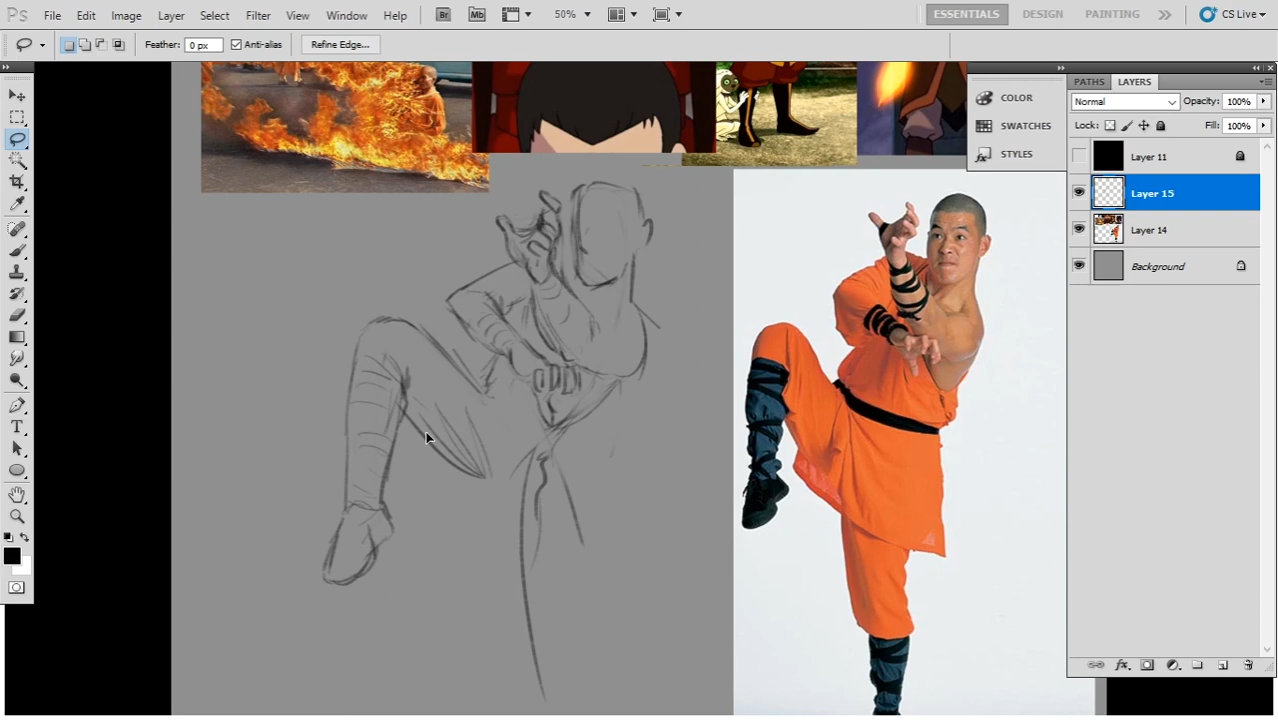 Ps File Edit Image Layer Select Filter View Window Help Br Mb 50% ESSENTIALS DESIGN PAINTING CS Live
Feather: 0 px Anti-alias Refine Edge...
PATHS LAYERS
COLOR
SWATCHES
STYLES
Normal Opacity: 100%
Lock: Fill: 100%
Layer 11
Layer 15
Layer 14
Background